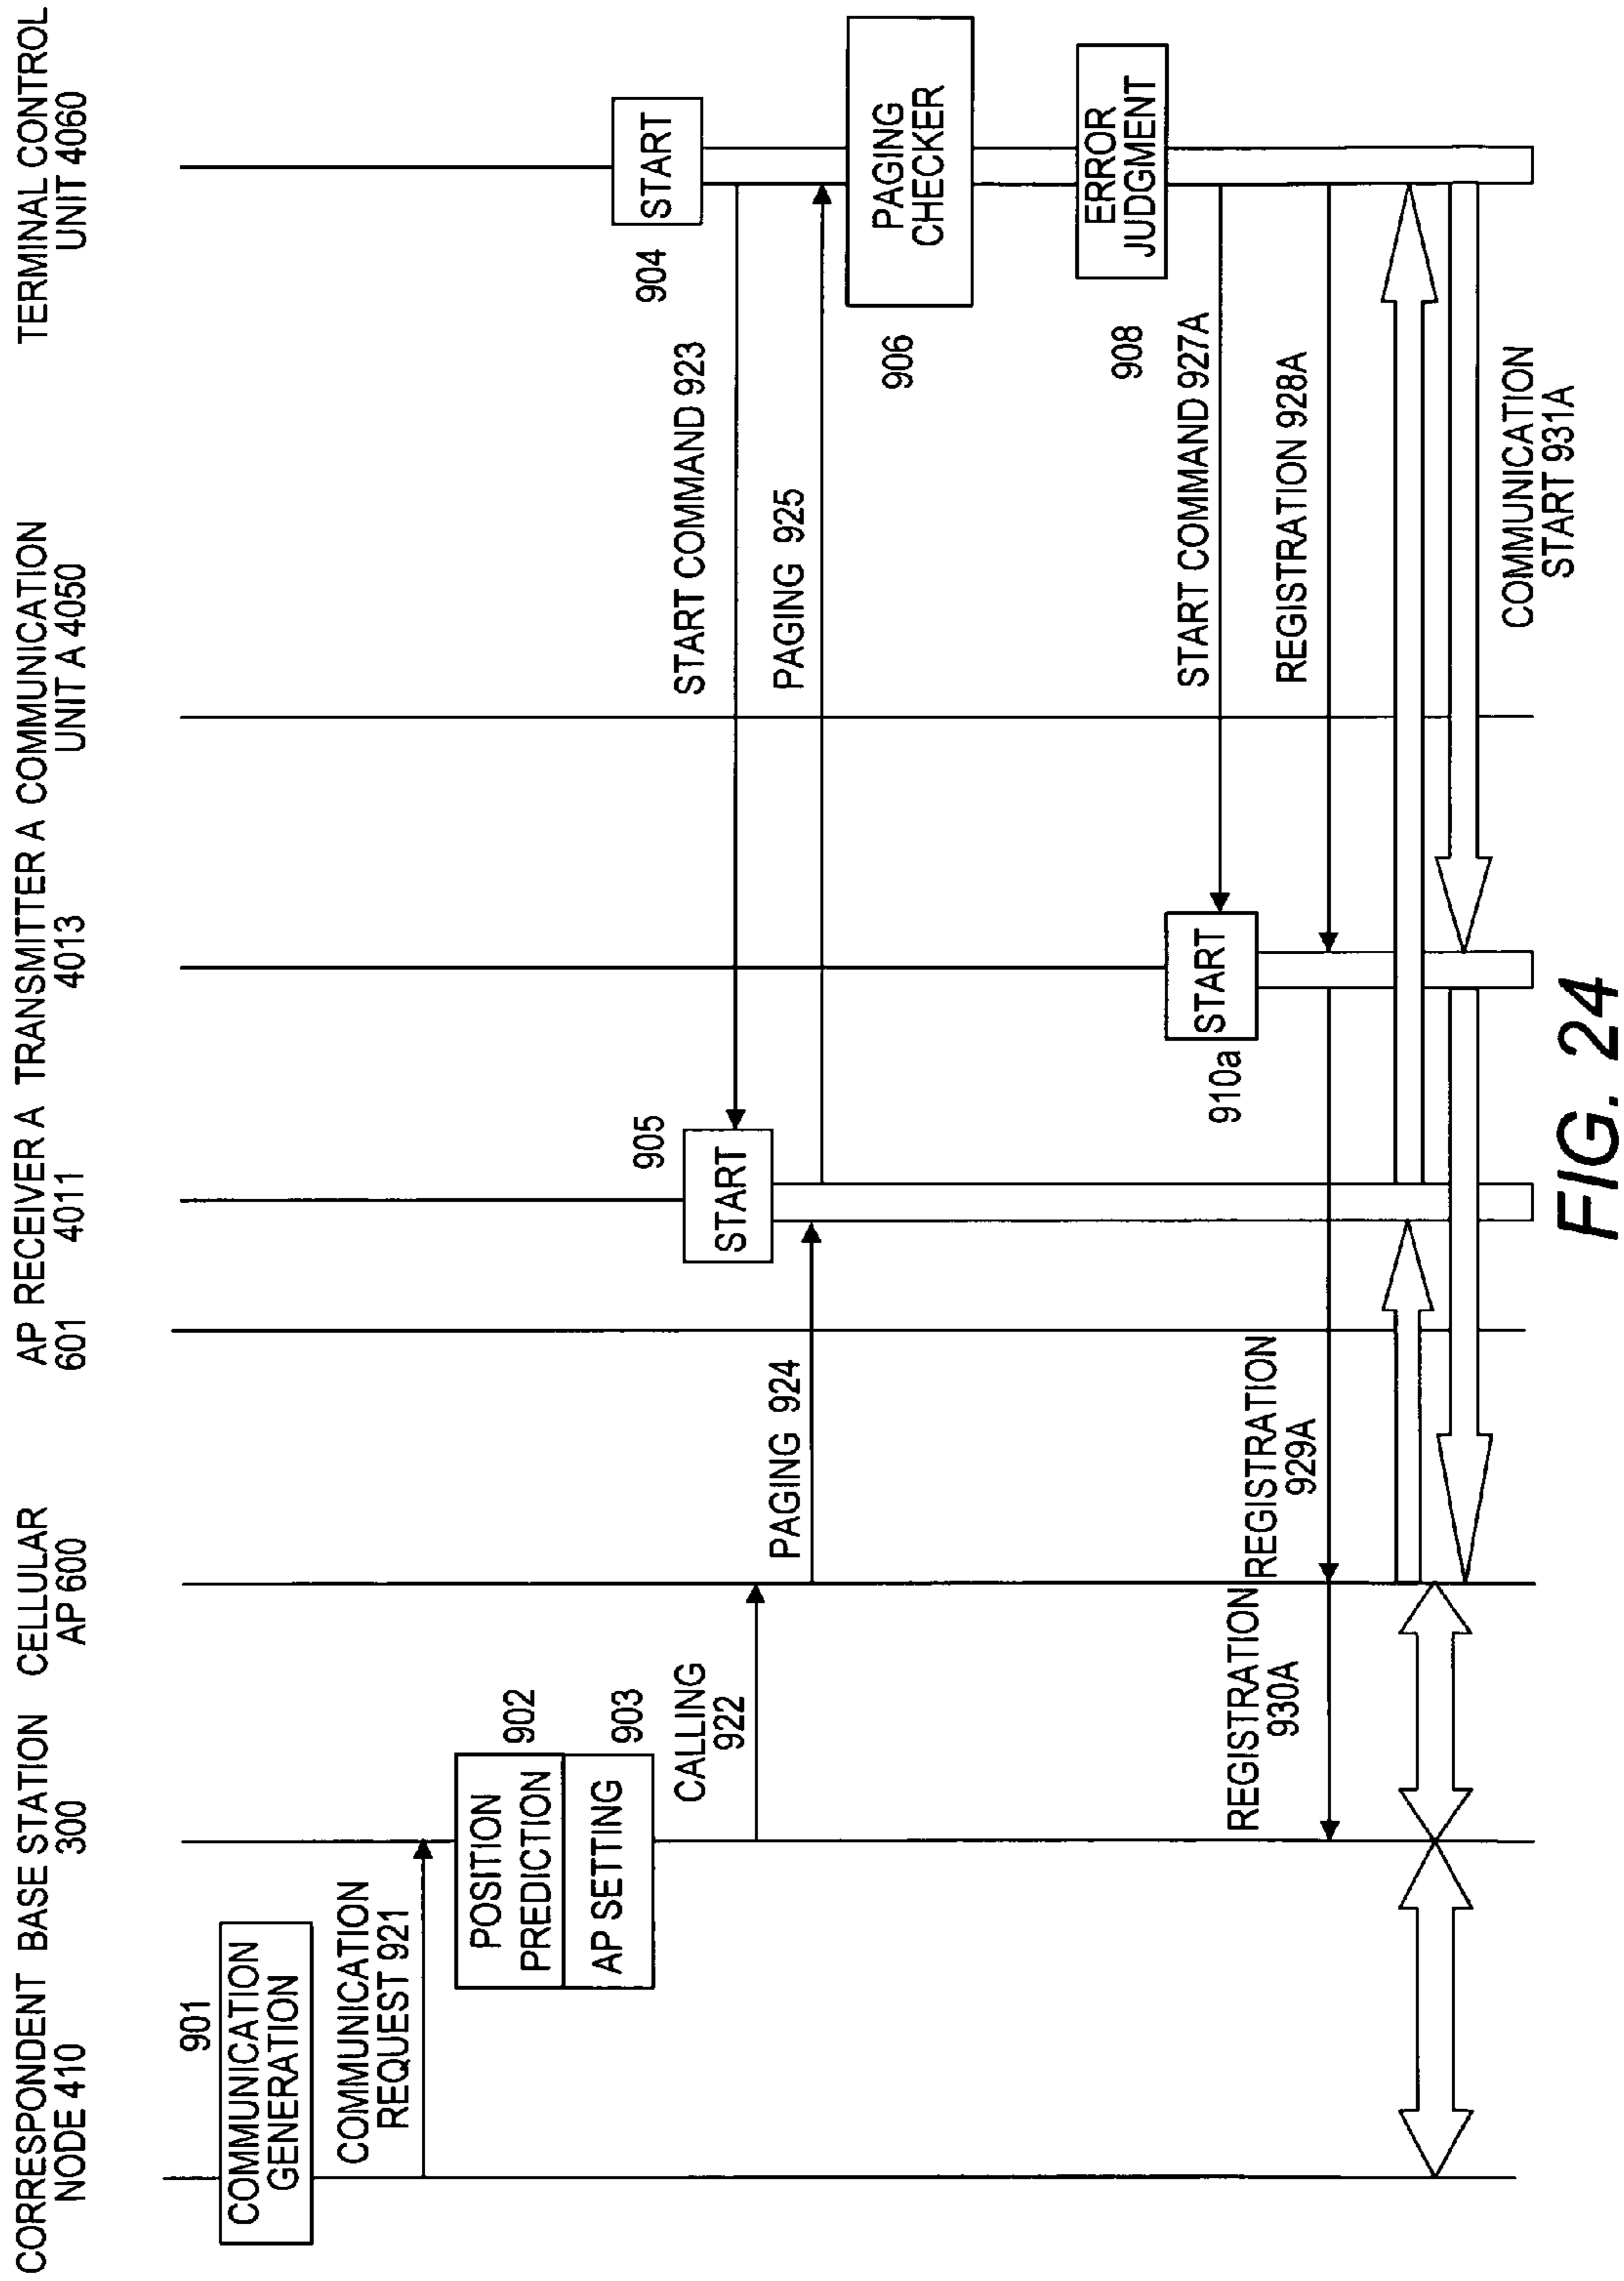 CORRESPONDENT
NODE 410
BASE STATION
300
CELLULAR
AP 600
AP
601
RECEIVER A
4011
TRANSMITTER A
4013
COMMUNICATION
UNIT A 4050
TERMINAL CONTROL
UNIT 4060
901
COMMUNICATION
GENERATION
COMMUNICATION
REQUEST 921
POSITION
PREDICTION
902
AP SETTING
903
904
START
CALLING
922
START COMMAND 923
905
START
PAGING 924
PAGING 925
906
PAGING
CHECKER
908
ERROR
JUDGMENT
START COMMAND 927A
910a
START
REGISTRATION 928A
REGISTRATION
929A
REGISTRATION
930A
COMMUNICATION
START 931A
FIG. 24